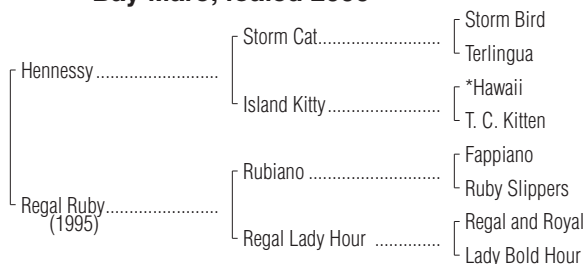 Bay Mare; foaled
Storm Bird
Storm Cat..............................
Terlingua
Hennessy..............................
*Hawaii
Island Kitty............................
T. C. Kitten
Fappiano
Rubiano................................
Ruby Slippers
Regal Ruby............................
(1995)
Regal and Royal
Regal Lady Hour...................
Lady Bold Hour